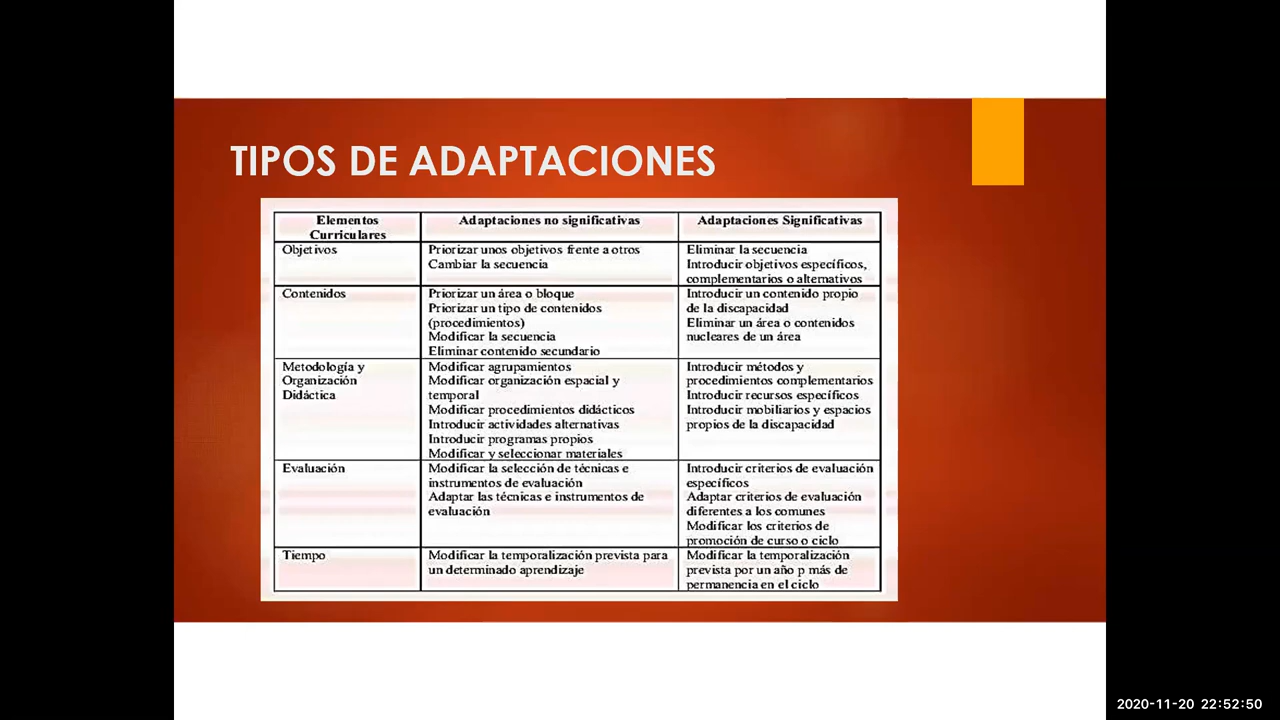 TIPOS DE ADAPTACIONES
Elementos
Curriculares
Adaptaciones no significativas
Adaptaciones Significativas
Objetivos
Priorizar unos objetivos frente a otros
Cambiar la secuencia
Eliminar la secuencia
Introducir objetivos específicos,
complementarios o alternativos
Contenidos
Priorizar un área o bloque
Priorizar un tipo de contenidos
(procedimientos)
Modificar la secuencia
Eliminar contenido secundario
Introducir un contenido propio
de la discapacidad
Eliminar un área o contenidos
nucleares de un área
Metodología y
Organización
Didáctica
Modificar agrupamientos
Modificar organización espacial y
temporal
Modificar procedimientos didácticos
Introducir actividades alternativas
Introducir programas propios
Modificar y seleccionar materiales
Introducir métodos y
procedimientos complementarios
Introducir recursos específicos
Introducir mobiliarios y espacios
propios de la discapacidad
Evaluación
Modificar la selección de técnicas e
instrumentos de evaluación
Adaptar las técnicas e instrumentos de
evaluación
Introducir criterios de evaluación
específicos
Adaptar criterios de evaluación
diferentes a los comunes
Modificar los criterios de
promoción de curso o ciclo
Tiempo
Modificar la temporalización prevista para
un determinado aprendizaje
Modificar la temporalización
prevista por un año p más de
permanencia en el ciclo
2020-11-20 22:52:50